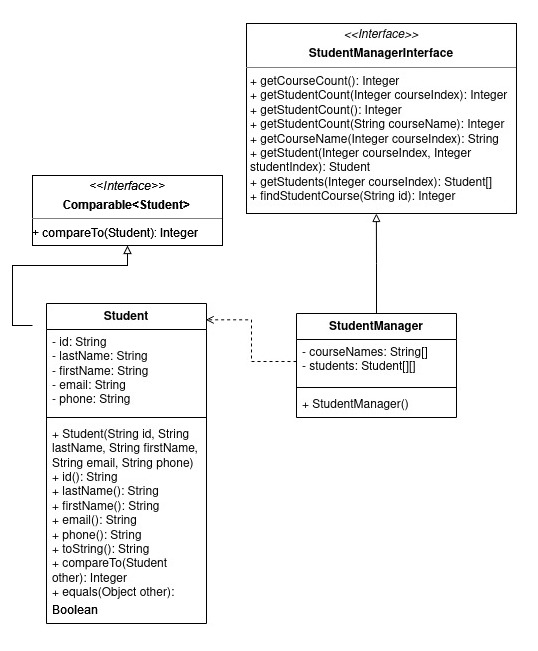 <<Interface>>
StudentManagerInterface
+ getCourseCount(): Integer
+ getStudentCount(Integer courseIndex): Integer
+ getStudentCount(): Integer
+ getStudentCount(String courseName): Integer
+ getCourseName(Integer courseIndex): String
+ getStudent(Integer courseIndex, Integer
studentIndex): Student
+ getStudents(Integer courseIndex): Student[]
+ findStudentCourse(String id): Integer
<<Interface>>
Comparable<Student>
+ compareTo(Student): Integer
Student
- id: String
- lastName: String
- firstName: String
- email: String
- phone: String
+ Student(String id, String
lastName, String firstName,
String email, String phone)
+ id(): String
+ lastName(): String
+ firstName(): String
+ email(): String
+ phone(): String
+ toString(): String
+ compareTo(Student
other): Integer
+ equals(Object other):
Boolean
StudentManager
- courseNames: String[]
- students: Student[][]
+ StudentManager()